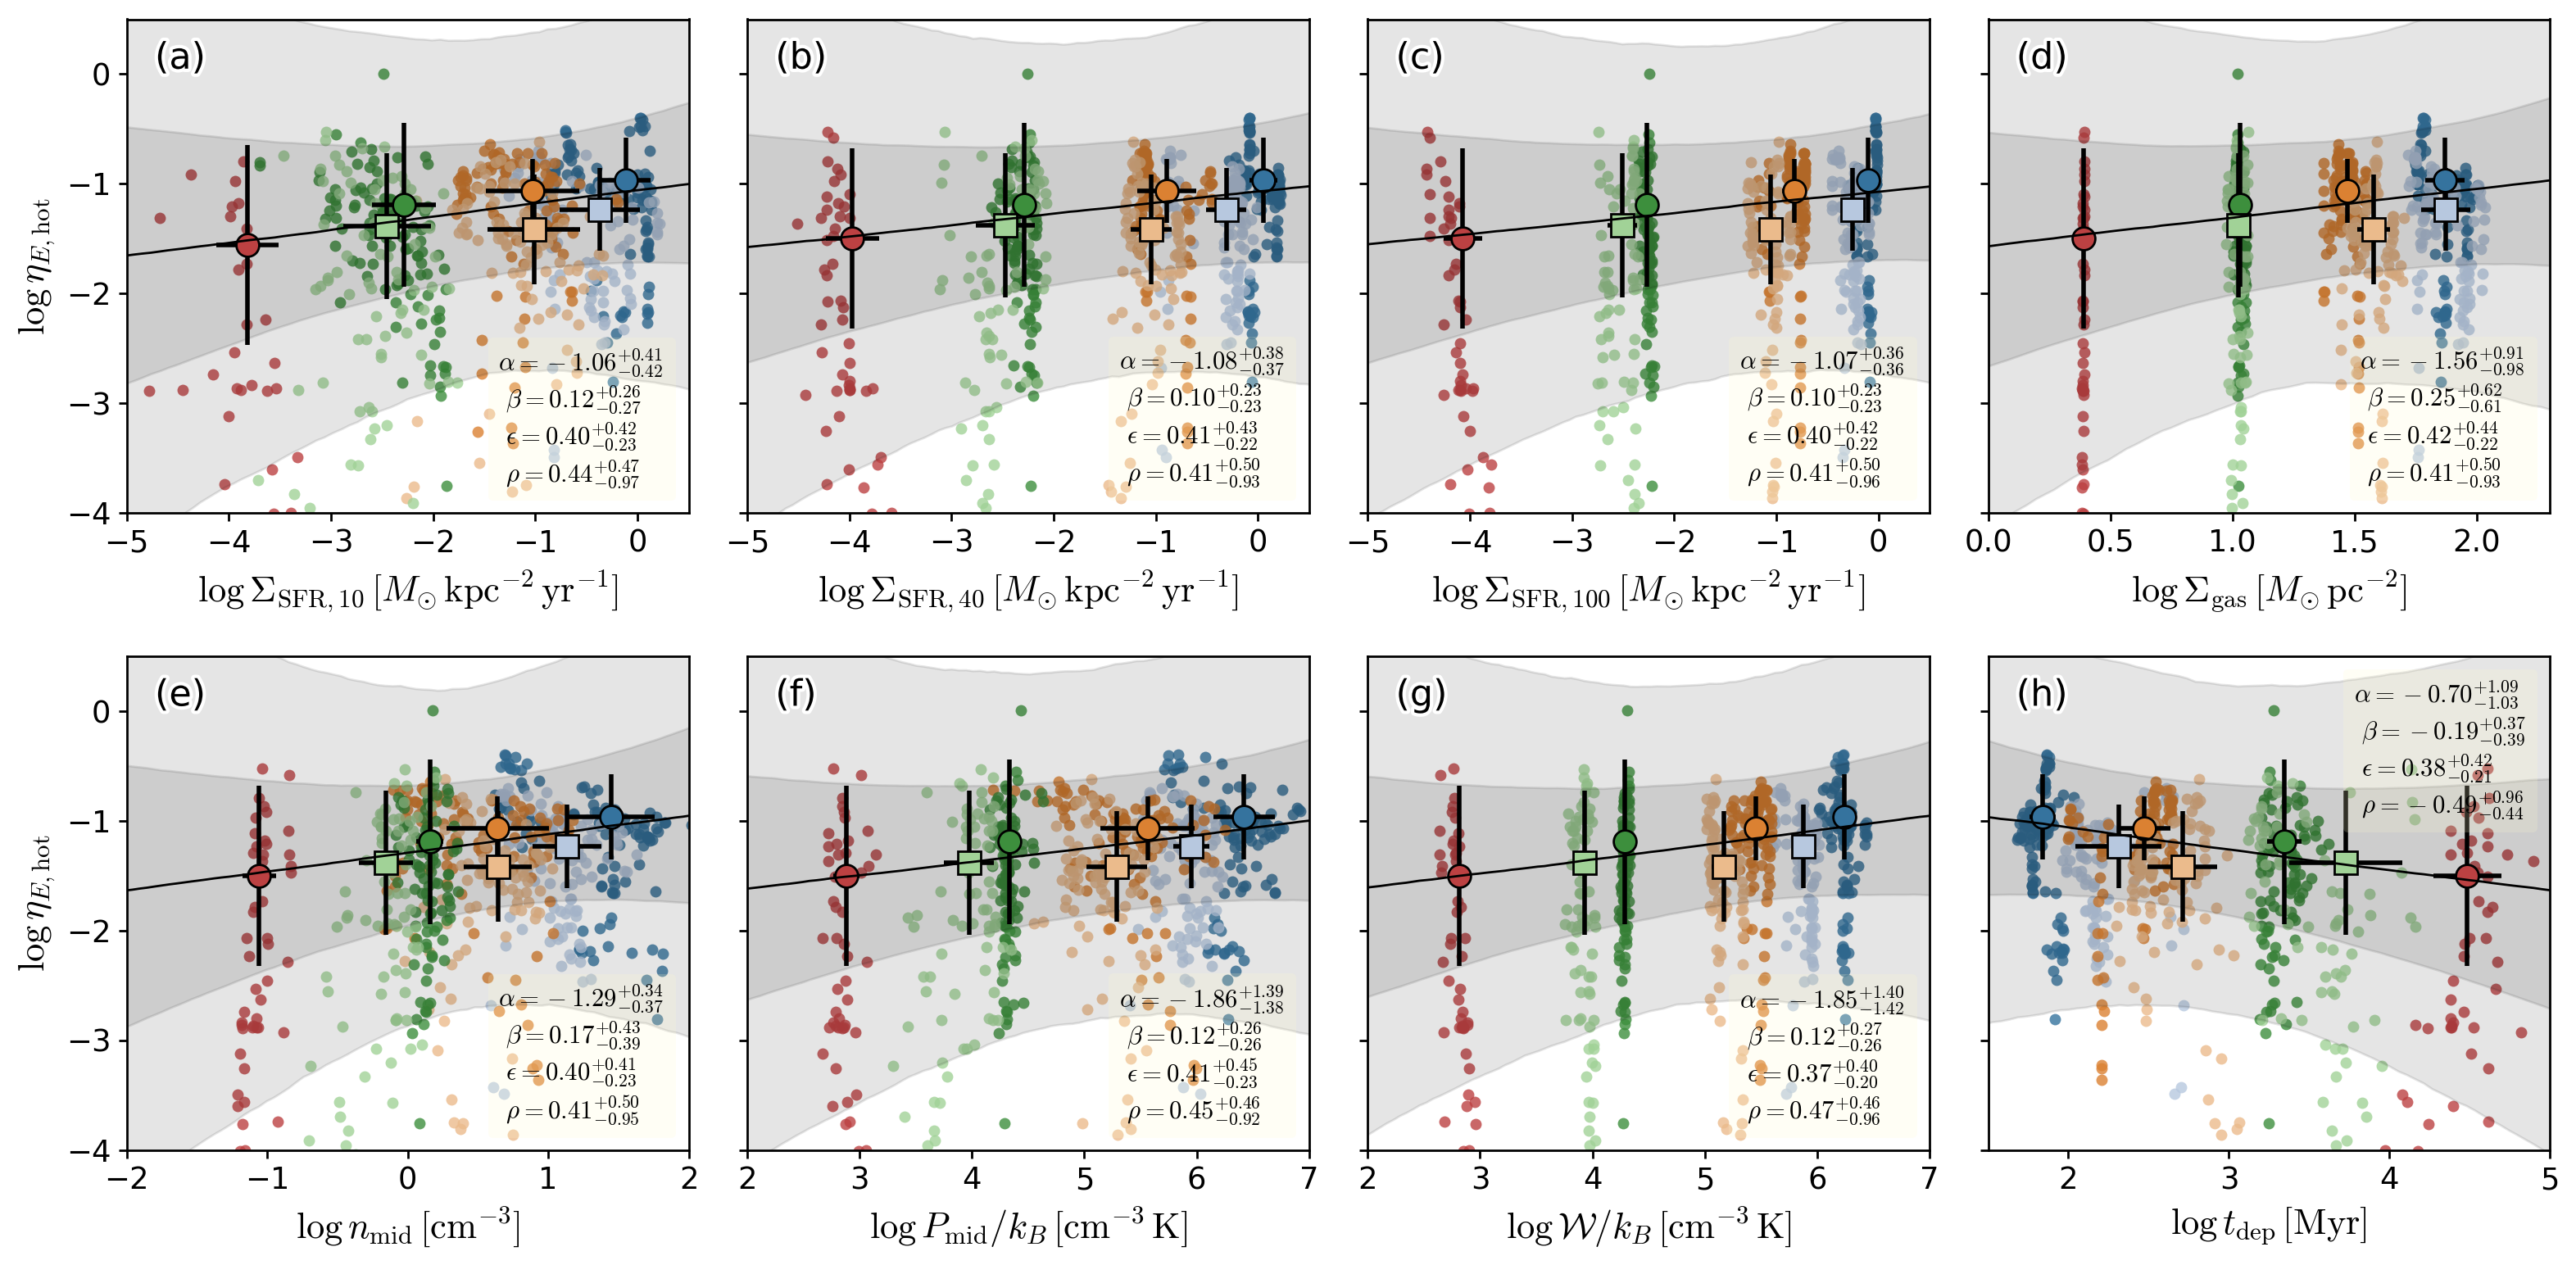 (a)
(b)
(c)
(d)
0
−1
−2
−3
−4
log η_{E, hot}
α = −1.06^{+0.41}_{−0.42}
β = 0.12^{+0.26}_{−0.27}
ϵ = 0.40^{+0.42}_{−0.23}
ρ = 0.44^{+0.47}_{−0.97}
α = −1.08^{+0.38}_{−0.37}
β = 0.10^{+0.23}_{−0.23}
ϵ = 0.41^{+0.43}_{−0.22}
ρ = 0.41^{+0.50}_{−0.93}
α = −1.07^{+0.36}_{−0.36}
β = 0.10^{+0.23}_{−0.23}
ϵ = 0.40^{+0.42}_{−0.22}
ρ = 0.41^{+0.50}_{−0.96}
α = −1.56^{+0.91}_{−0.98}
β = 0.25^{+0.62}_{−0.61}
ϵ = 0.42^{+0.44}_{−0.22}
ρ = 0.41^{+0.50}_{−0.93}
−5 −4 −3 −2 −1 0
−5 −4 −3 −2 −1 0
−5 −4 −3 −2 −1 0
0.0 0.5 1.0 1.5 2.0
log Σ_{SFR, 10} [M_⊙ kpc^{−2} yr^{−1}]
log Σ_{SFR, 40} [M_⊙ kpc^{−2} yr^{−1}]
log Σ_{SFR, 100} [M_⊙ kpc^{−2} yr^{−1}]
log Σ_{gas} [M_⊙ pc^{−2}]
(e)
(f)
(g)
(h)
0
−1
−2
−3
−4
log η_{E, hot}
α = −1.29^{+0.34}_{−0.37}
β = 0.17^{+0.43}_{−0.39}
ϵ = 0.40^{+0.41}_{−0.23}
ρ = 0.41^{+0.50}_{−0.95}
α = −1.86^{+1.39}_{−1.38}
β = 0.12^{+0.26}_{−0.26}
ϵ = 0.41^{+0.45}_{−0.23}
ρ = 0.45^{+0.46}_{−0.92}
α = −1.85^{+1.40}_{−1.42}
β = 0.12^{+0.27}_{−0.26}
ϵ = 0.37^{+0.40}_{−0.20}
ρ = 0.47^{+0.46}_{−0.96}
α = −0.70^{+1.09}_{−1.03}
β = −0.19^{+0.37}_{−0.39}
ϵ = 0.38^{+0.42}_{−0.21}
ρ = −0.49^{+0.96}_{−0.44}
−2 −1 0 1 2
2 3 4 5 6 7
2 3 4 5 6 7
2 3 4 5
log n_{mid} [cm^{−3}]
log P_{mid}/k_B [cm^{−3} K]
log 𝒲/k_B [cm^{−3} K]
log t_{dep} [Myr]